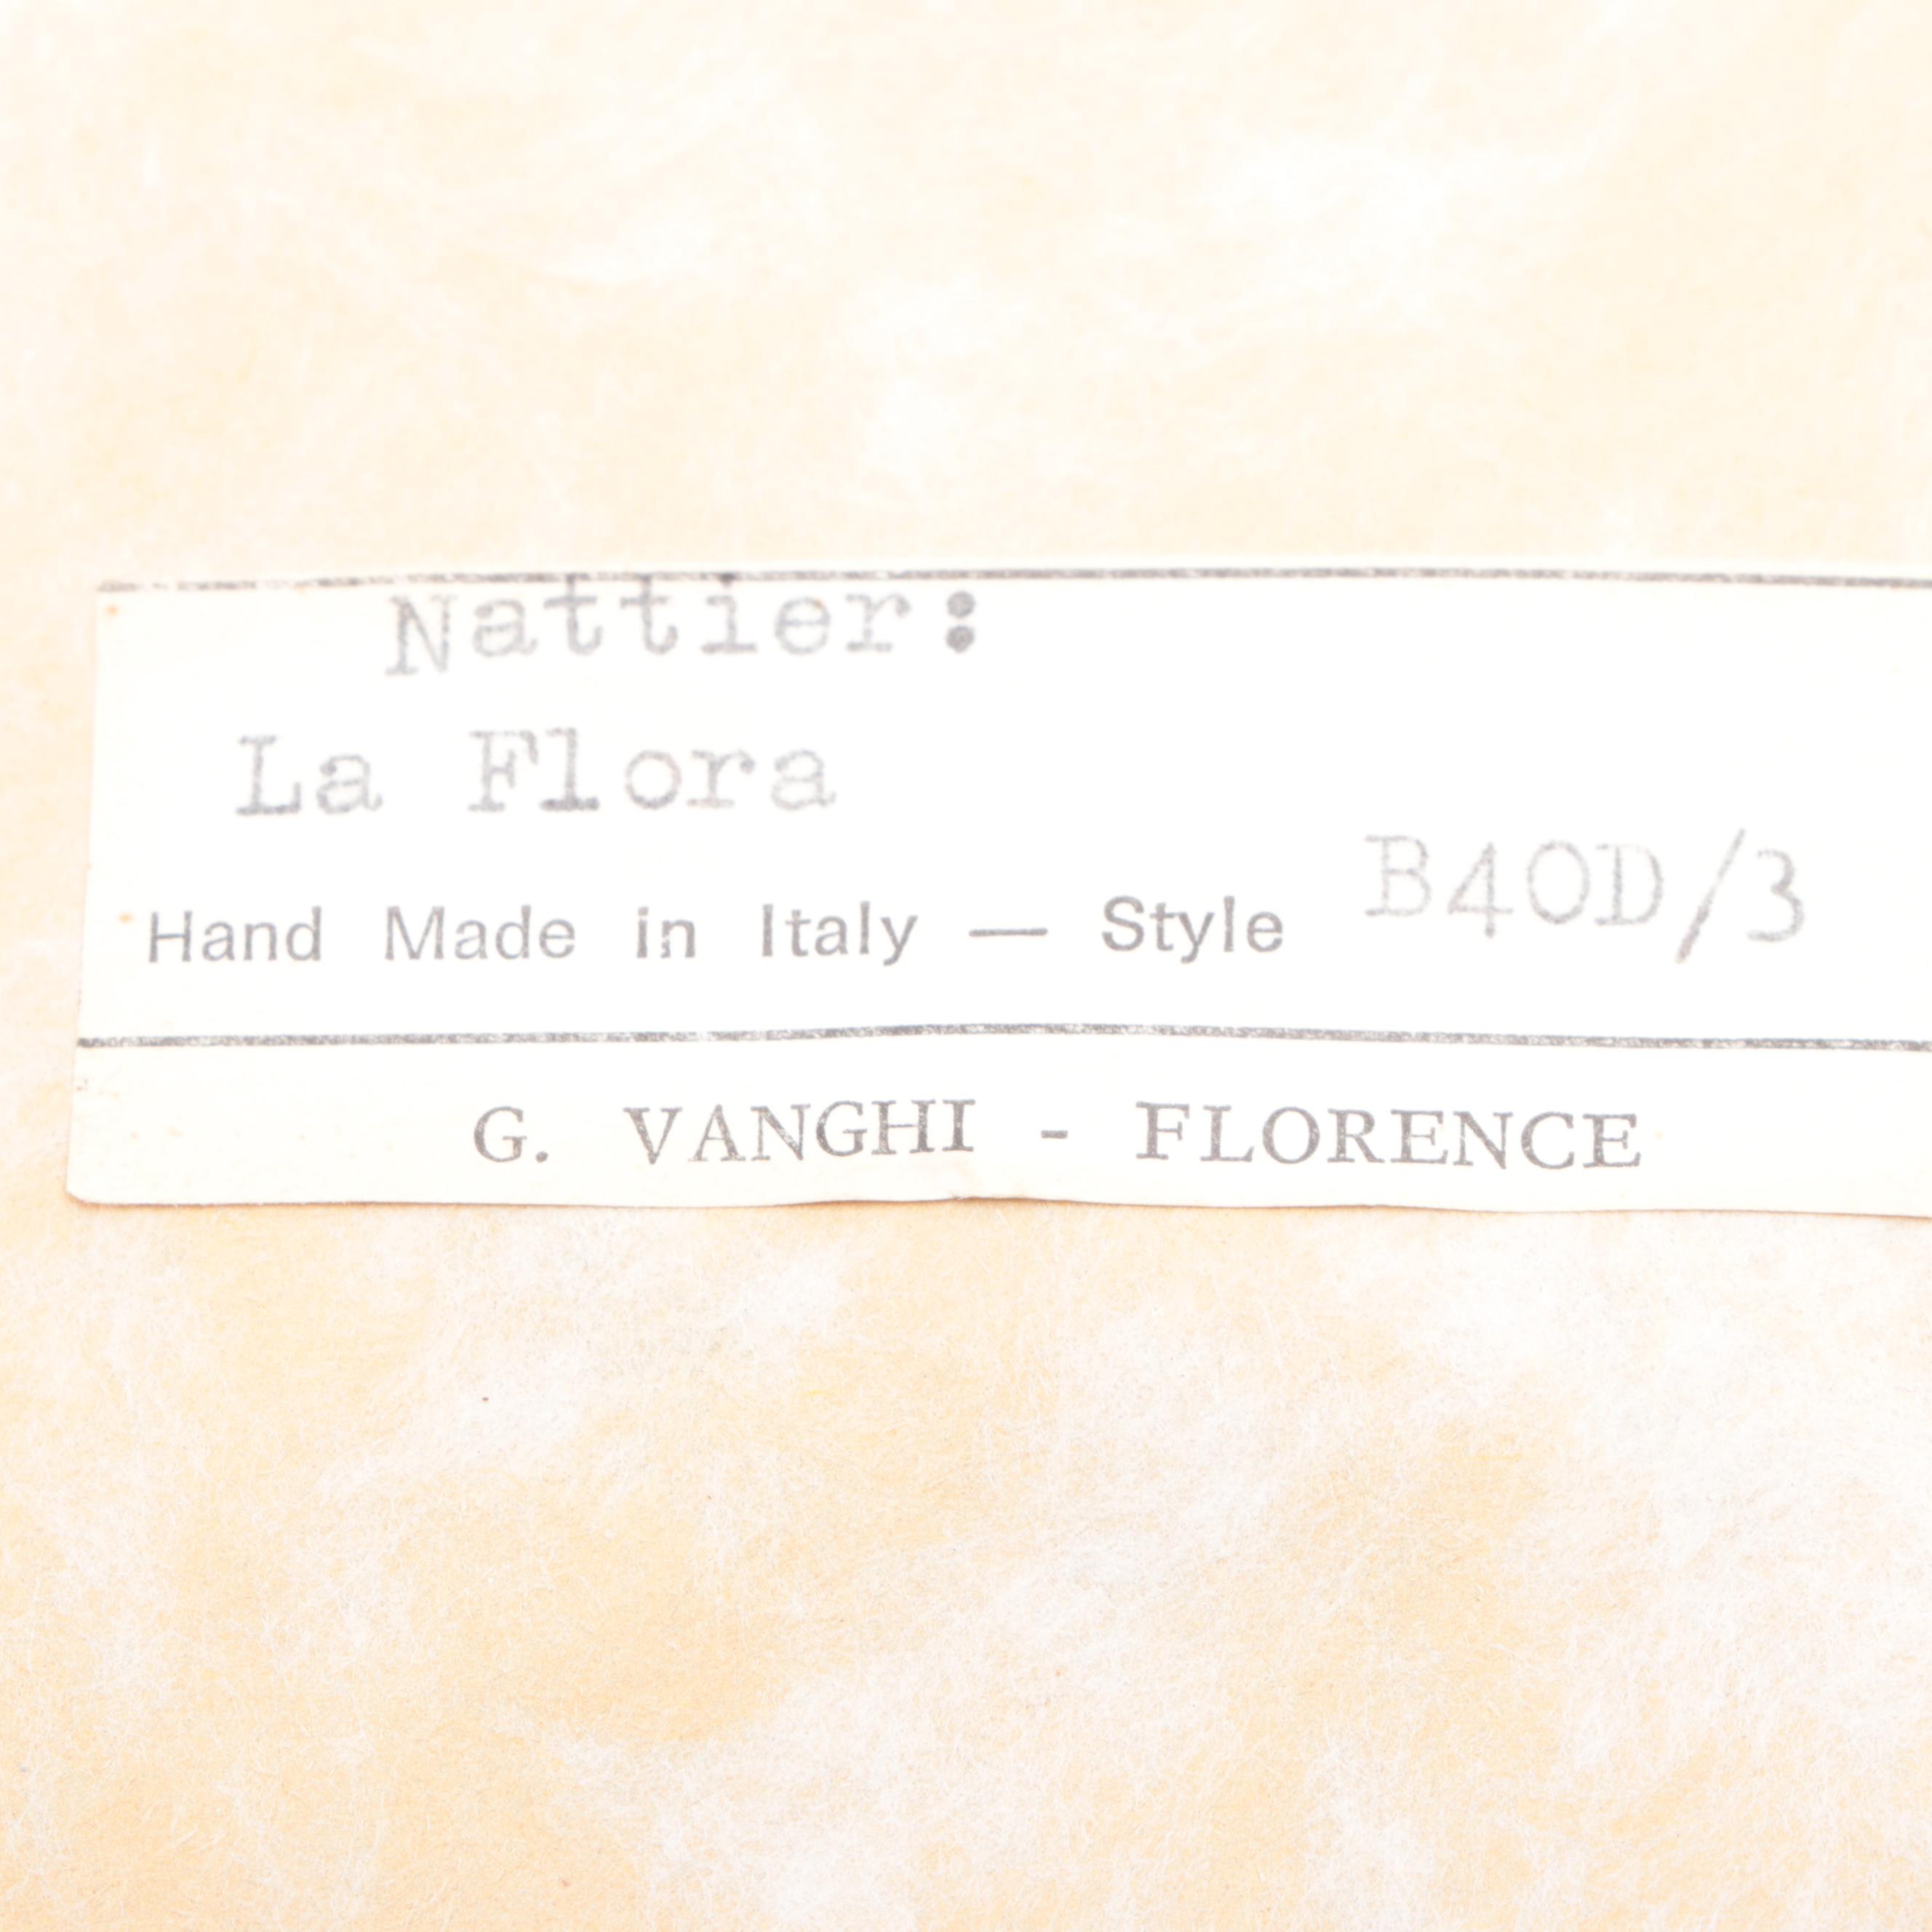 Nattier:
La Flora
Hand Made in Italy — Style B40D/3
G. VANGHI - FLORENCE